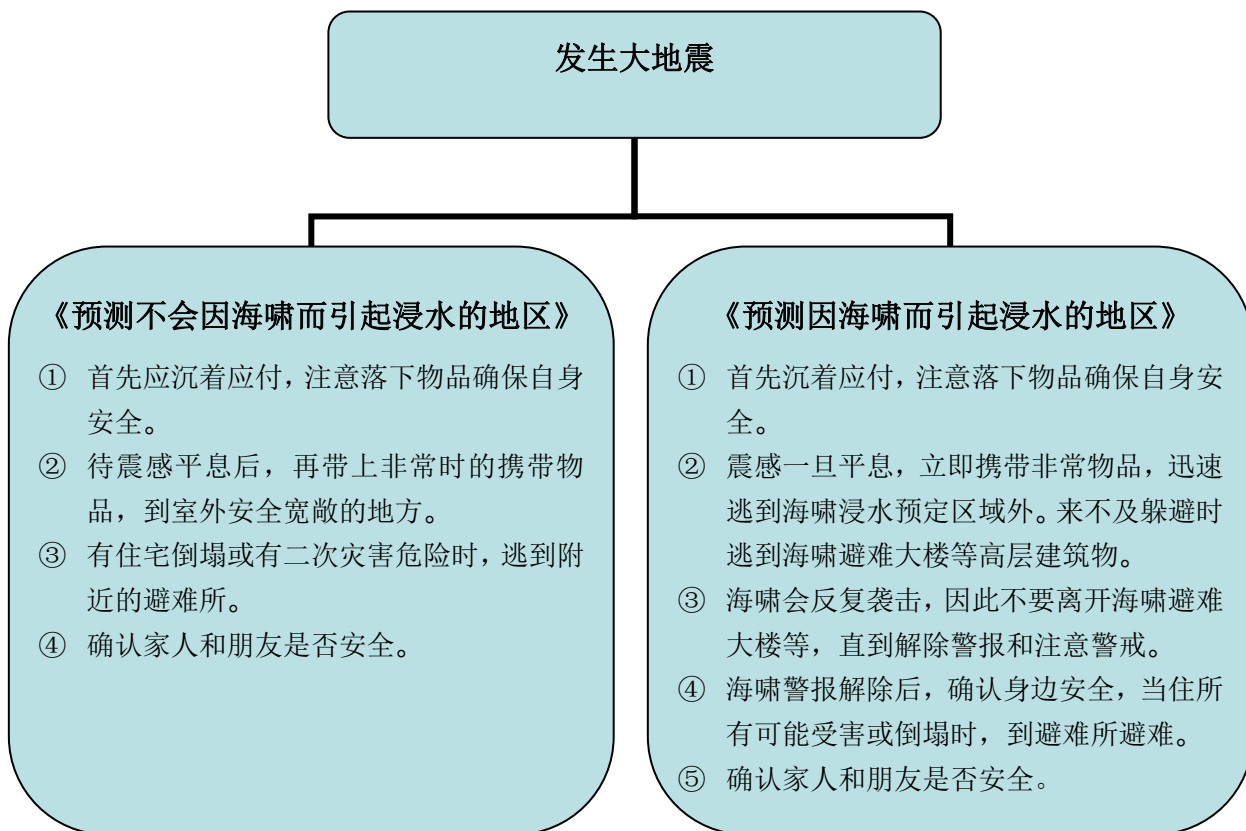 发生大地震
《预测不会因海啸而引起浸水的地区》
① 首先应沉着应付，注意落下物品确保自身
安全。
② 待震感平息后，再带上非常时的携带物
品，到室外安全宽敞的地方。
③ 有住宅倒塌或有二次灾害危险时，逃到附
近的避难所。
④ 确认家人和朋友是否安全。
《预测因海啸而引起浸水的地区》
① 首先沉着应付，注意落下物品确保自身安
全。
② 震感一旦平息，立即携带非常物品，迅速
逃到海啸浸水预定区域外。来不及躲避时
逃到海啸避难大楼等高层建筑物。
③ 海啸会反复袭击，因此不要离开海啸避难
大楼等，直到解除警报和注意警戒。
④ 海啸警报解除后，确认身边安全，当住所
有可能受害或倒塌时，到避难所避难。
⑤ 确认家人和朋友是否安全。